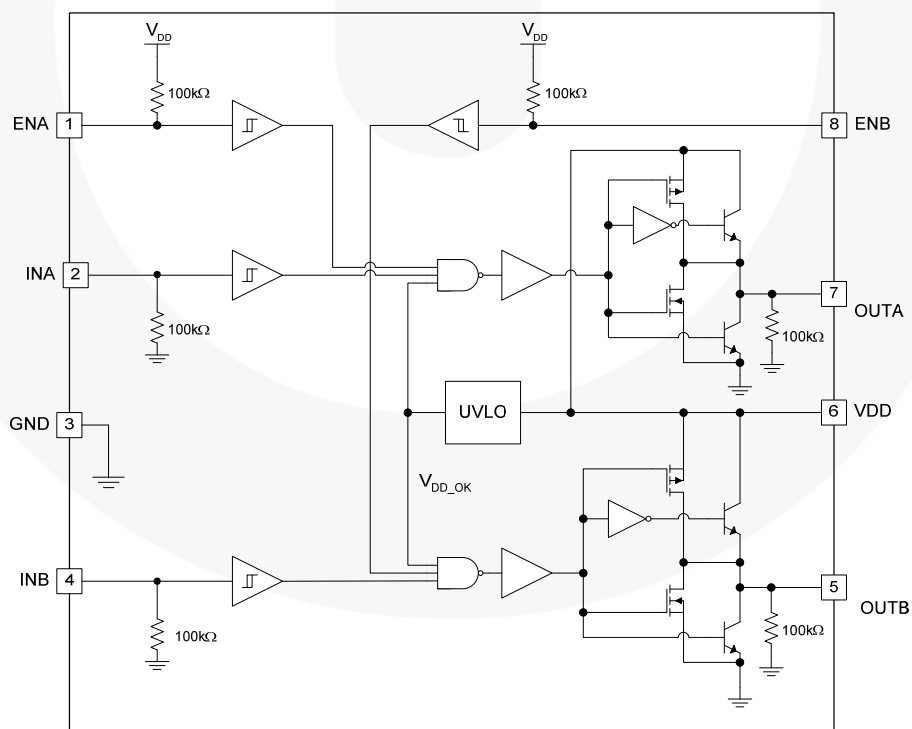 VDD
VDD
100kΩ
100kΩ
ENA
1
8
ENB
INA
2
7
OUTA
100kΩ
100kΩ
GND
3
UVLO
6
VDD
VDD_OK
INB
4
5
OUTB
100kΩ
100kΩ